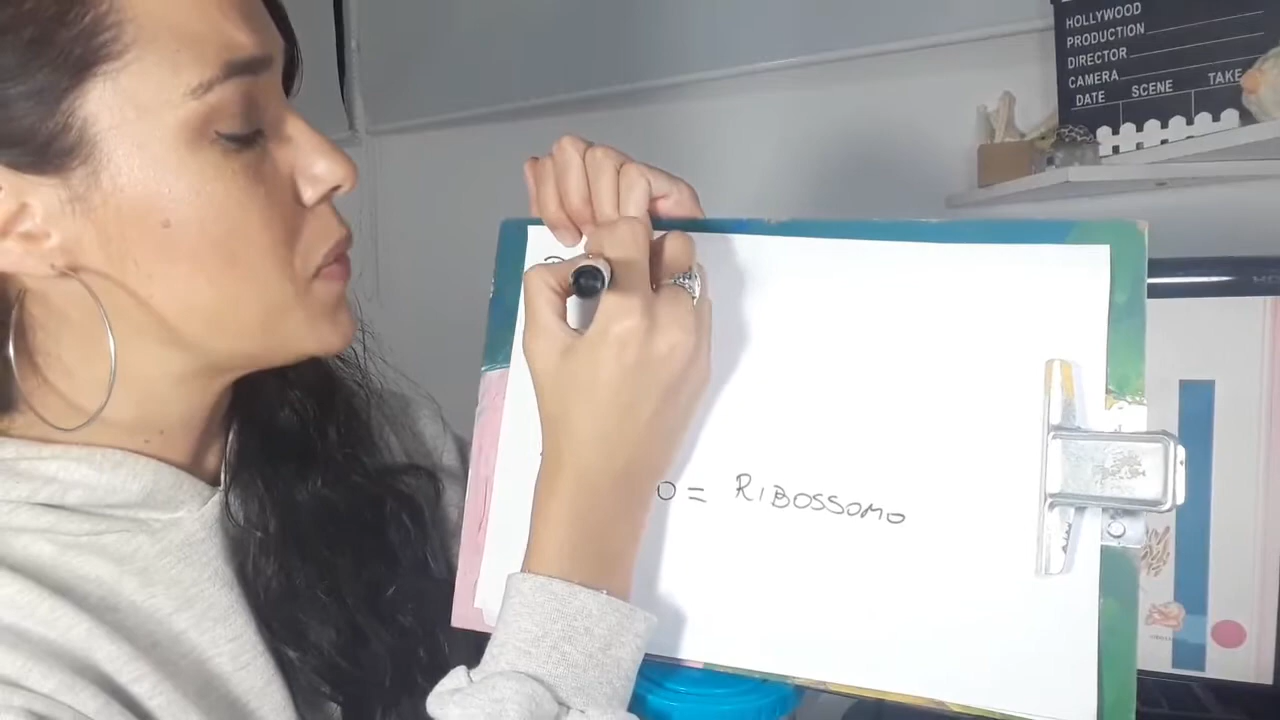 HOLLYWOOD
PRODUCTION
DIRECTOR
CAMERA
DATE SCENE TAKE
O = RIBOSSOMO